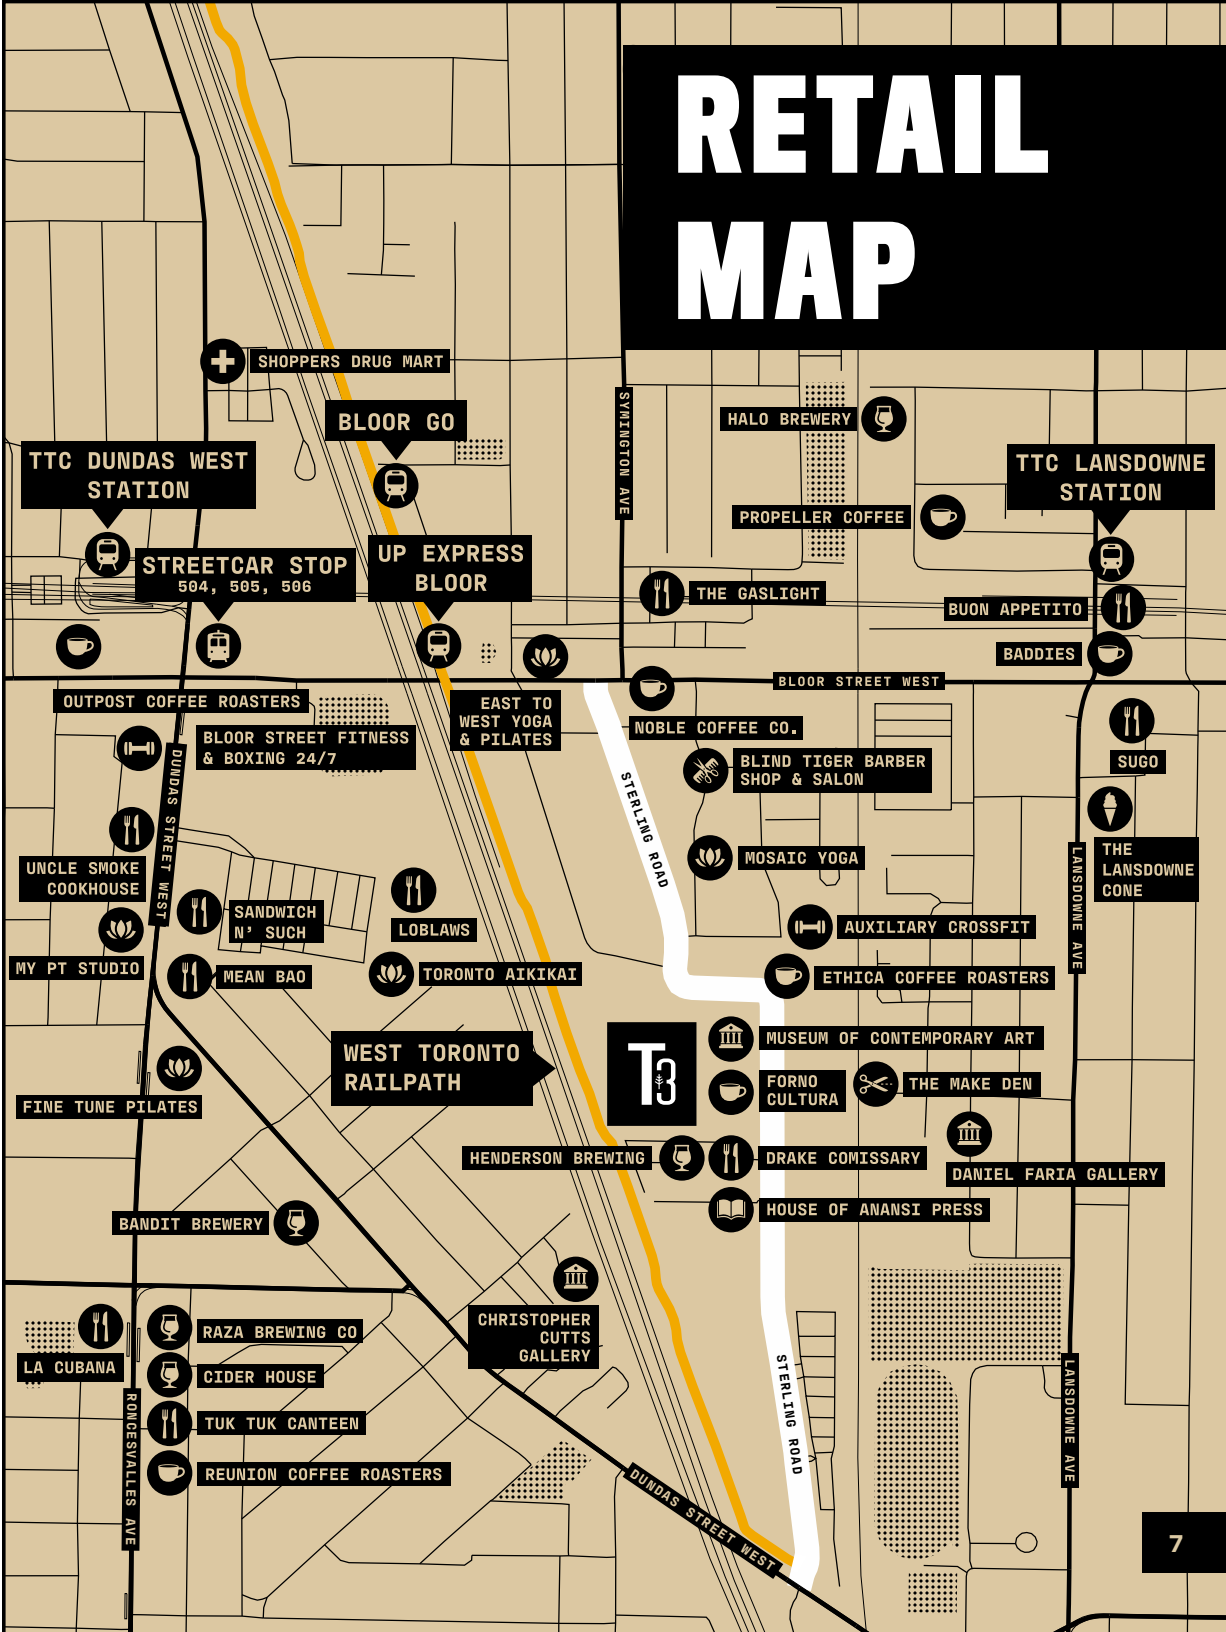 RETAIL
MAP
SHOPPERS DRUG MART
BLOOR GO
SYMINGTON AVE
HALO BREWERY
TTC DUNDAS WEST
STATION
TTC LANSDOWNE
STATION
PROPELLER COFFEE
STREETCAR STOP
504, 505, 506
UP EXPRESS
BLOOR
THE GASLIGHT
BUON APPETITO
BADDIES
BLOOR STREET WEST
OUTPOST COFFEE ROASTERS
EAST TO
WEST YOGA
& PILATES
NOBLE COFFEE CO.
BLOOR STREET FITNESS
& BOXING 24/7
DUNDAS STREET WEST
BLIND TIGER BARBER
SHOP & SALON
SUGO
STERLING ROAD
UNCLE SMOKE
COOKHOUSE
MOSAIC YOGA
THE
LANSDOWNE
CONE
LANSDOWNE AVE
SANDWICH
N' SUCH
LOBLAWS
AUXILIARY CROSSFIT
MY PT STUDIO
MEAN BAO
TORONTO AIKIKAI
ETHICA COFFEE ROASTERS
WEST TORONTO
RAILPATH
T3
MUSEUM OF CONTEMPORARY ART
FORNO
CULTURA
THE MAKE DEN
FINE TUNE PILATES
HENDERSON BREWING
DRAKE COMISSARY
DANIEL FARIA GALLERY
HOUSE OF ANANSI PRESS
BANDIT BREWERY
CHRISTOPHER
CUTTS
GALLERY
RAZA BREWING CO
LA CUBANA
CIDER HOUSE
TUK TUK CANTEEN
REUNION COFFEE ROASTERS
RONCESVALLES AVE
STERLING ROAD
LANSDOWNE AVE
DUNDAS STREET WEST
7